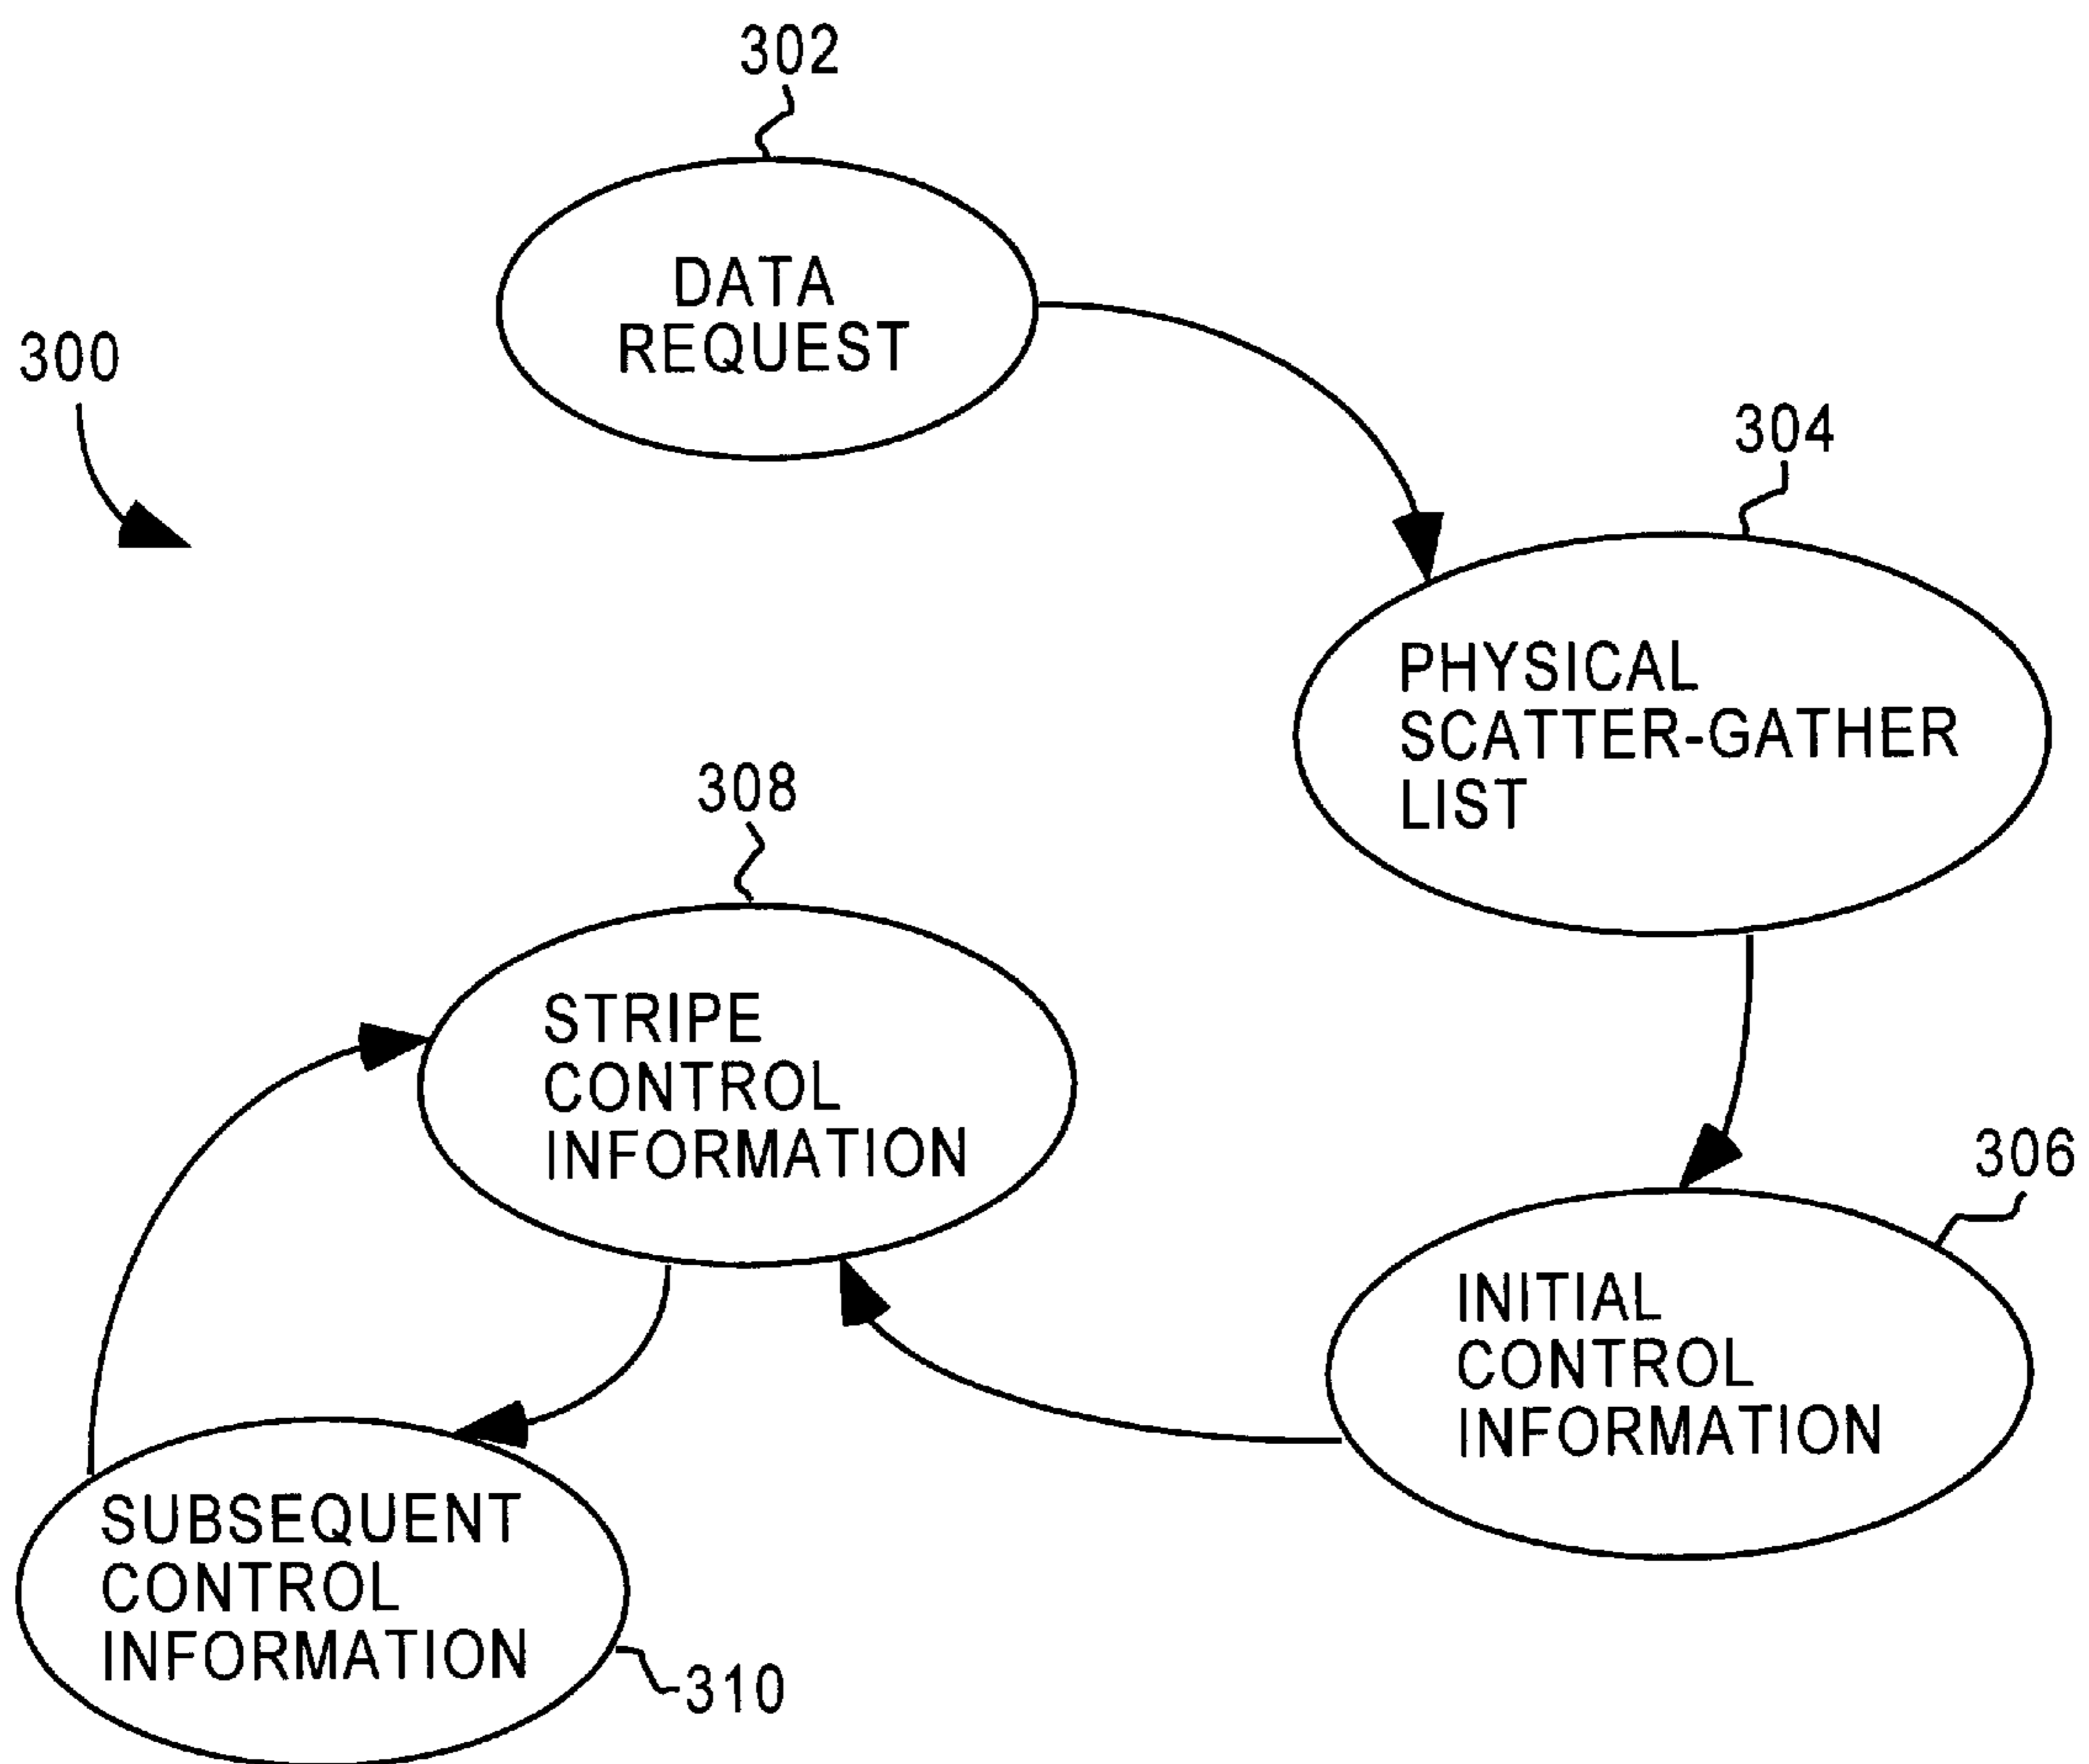 302
DATA
REQUEST
300
304
PHYSICAL
SCATTER-GATHER
LIST
308
STRIPE
CONTROL
INFORMATION
306
INITIAL
CONTROL
INFORMATION
SUBSEQUENT
CONTROL
INFORMATION
310